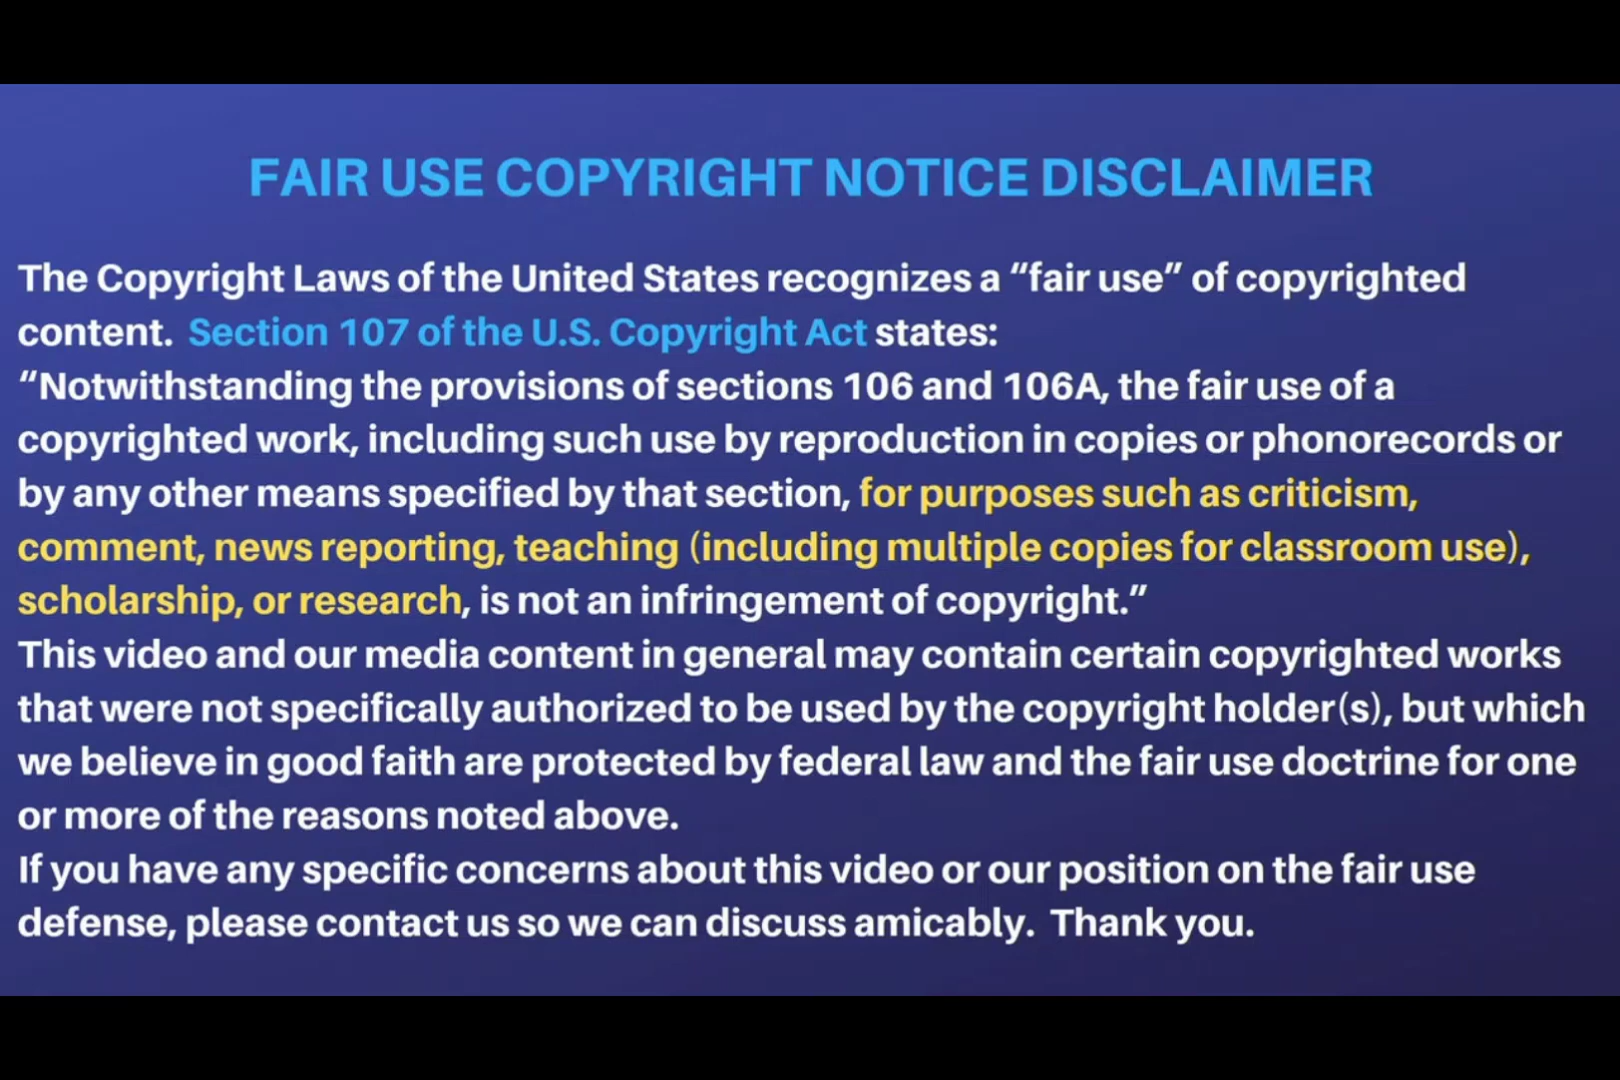 FAIR USE COPYRIGHT NOTICE DISCLAIMER
The Copyright Laws of the United States recognizes a “fair use” of copyrighted
content.  Section 107 of the U.S. Copyright Act states:
“Notwithstanding the provisions of sections 106 and 106A, the fair use of a
copyrighted work, including such use by reproduction in copies or phonorecords or
by any other means specified by that section, for purposes such as criticism,
comment, news reporting, teaching (including multiple copies for classroom use),
scholarship, or research, is not an infringement of copyright.”
This video and our media content in general may contain certain copyrighted works
that were not specifically authorized to be used by the copyright holder(s), but which
we believe in good faith are protected by federal law and the fair use doctrine for one
or more of the reasons noted above.
If you have any specific concerns about this video or our position on the fair use
defense, please contact us so we can discuss amicably.  Thank you.